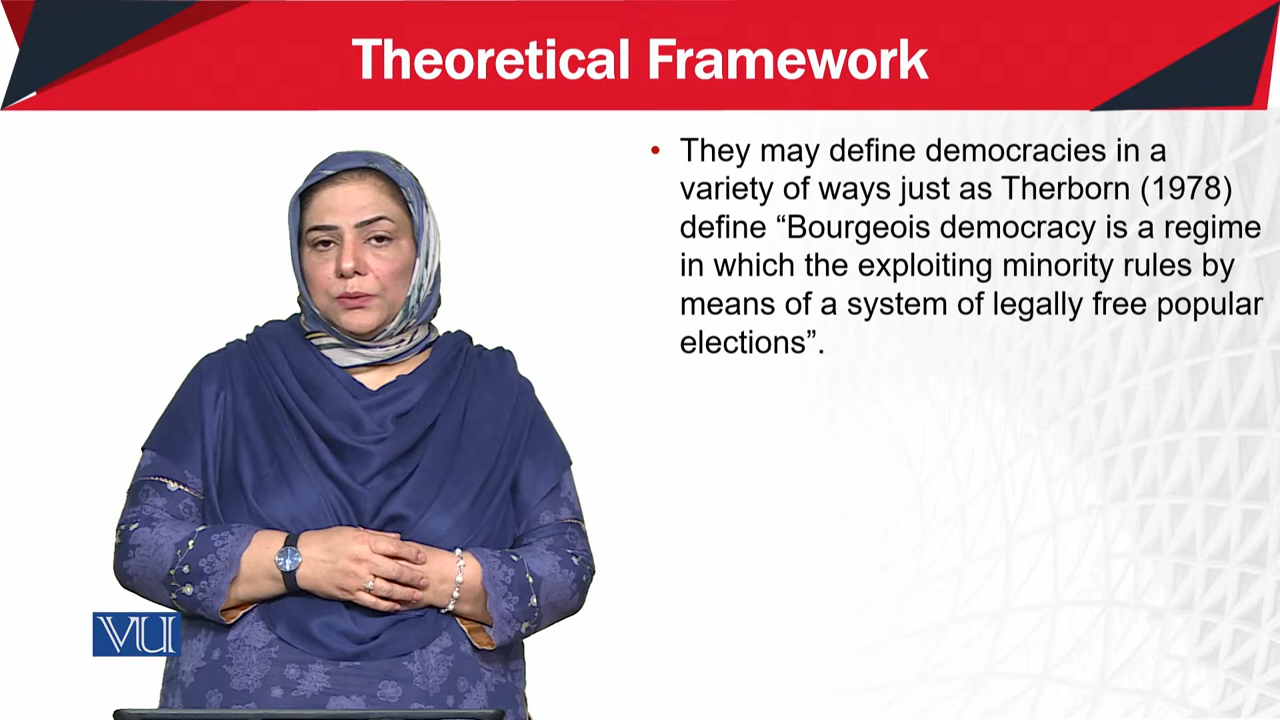 Theoretical Framework
• They may define democracies in a
variety of ways just as Therborn (1978)
define “Bourgeois democracy is a regime
in which the exploiting minority rules by
means of a system of legally free popular
elections”.
VU